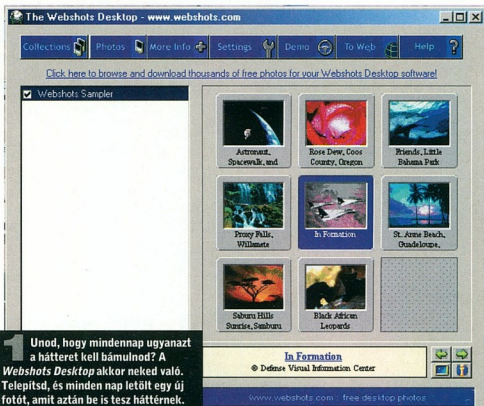 The Webshots Desktop - www.webshots.com
Collections Photos More Info Settings Demo To Web Help ?
Click here to browse and download thousands of free photos for your Webshots Desktop software!
Webshots Sampler
Astronaut,
Spacewalk, and
Rose Dew, Coos
County, Oregon
Friends, Little
Bahama Park
Proxy Falls,
Willamete
In Formation
St. Anne Beach,
Guadeloupe,
Saburu Hills
Sunrise, Samburu
Black African
Leopards
1 Unod, hogy mindennap ugyanazt
a hátteret kell bámulnod? A
Webshots Desktop akkor neked való.
Telepítsd, és minden nap letölt egy új
fotót, amit aztán be is tesz háttérnek.
In Formation
© Defense Visual Information Center
www.webshots.com : free desktop photos